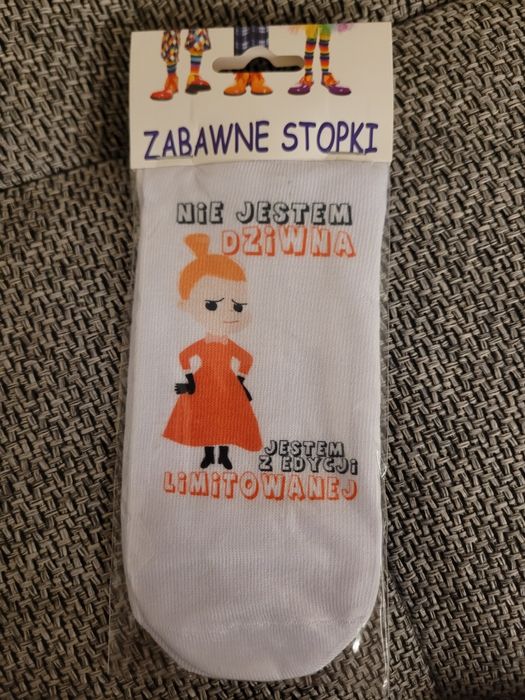 ZABAWNE STOPKI
NiE JESTEM
DZiWNA
JESTEM
Z EDYCJi
LiMiTOWANEJ